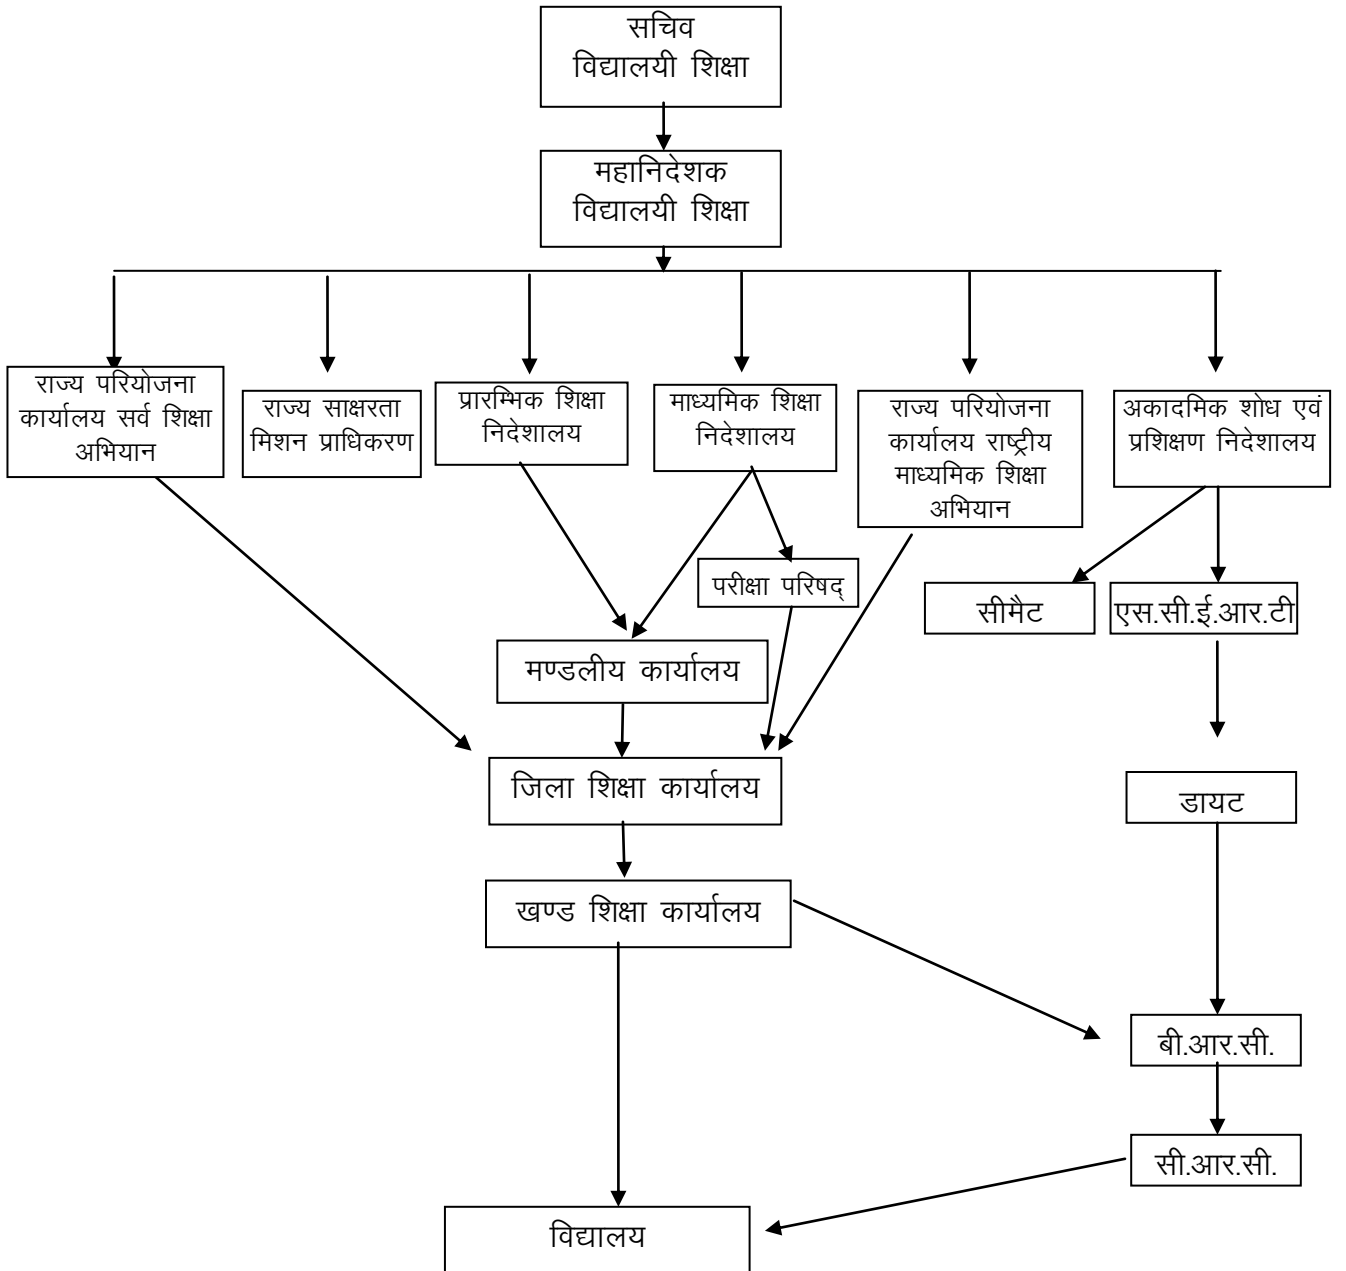 सचिव
विद्यालयी शिक्षा
महानिदेशक
विद्यालयी शिक्षा
राज्य परियोजना
कार्यालय सर्व शिक्षा
अभियान
राज्य साक्षरता
मिशन प्राधिकरण
प्रारम्भिक शिक्षा
निदेशालय
माध्यमिक शिक्षा
निदेशालय
राज्य परियोजना
कार्यालय राष्ट्रीय
माध्यमिक शिक्षा
अभियान
अकादमिक शोध एवं
प्रशिक्षण निदेशालय
परीक्षा परिषद्
सीमैट
एस.सी.ई.आर.टी
मण्डलीय कार्यालय
जिला शिक्षा कार्यालय
डायट
खण्ड शिक्षा कार्यालय
बी.आर.सी.
सी.आर.सी.
विद्यालय